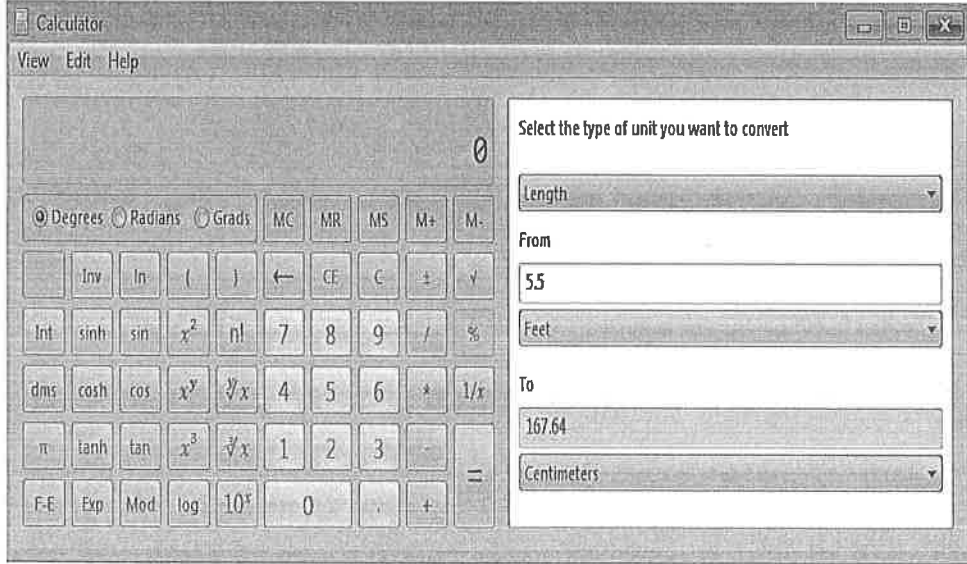 Calculator
View Edit Help
0
Degrees Radians Grads MC MR MS M+ M-
Inv In ( ) ← CE C ± √
Int sinh sin x² n! 7 8 9 / %
dms cosh cos xʸ ʸ√x 4 5 6 * 1/x
π tanh tan x³ ³√x 1 2 3 - =
F-E Exp Mod log 10ˣ 0 . +
Select the type of unit you want to convert
Length
From
5.5
Feet
To
167.64
Centimeters